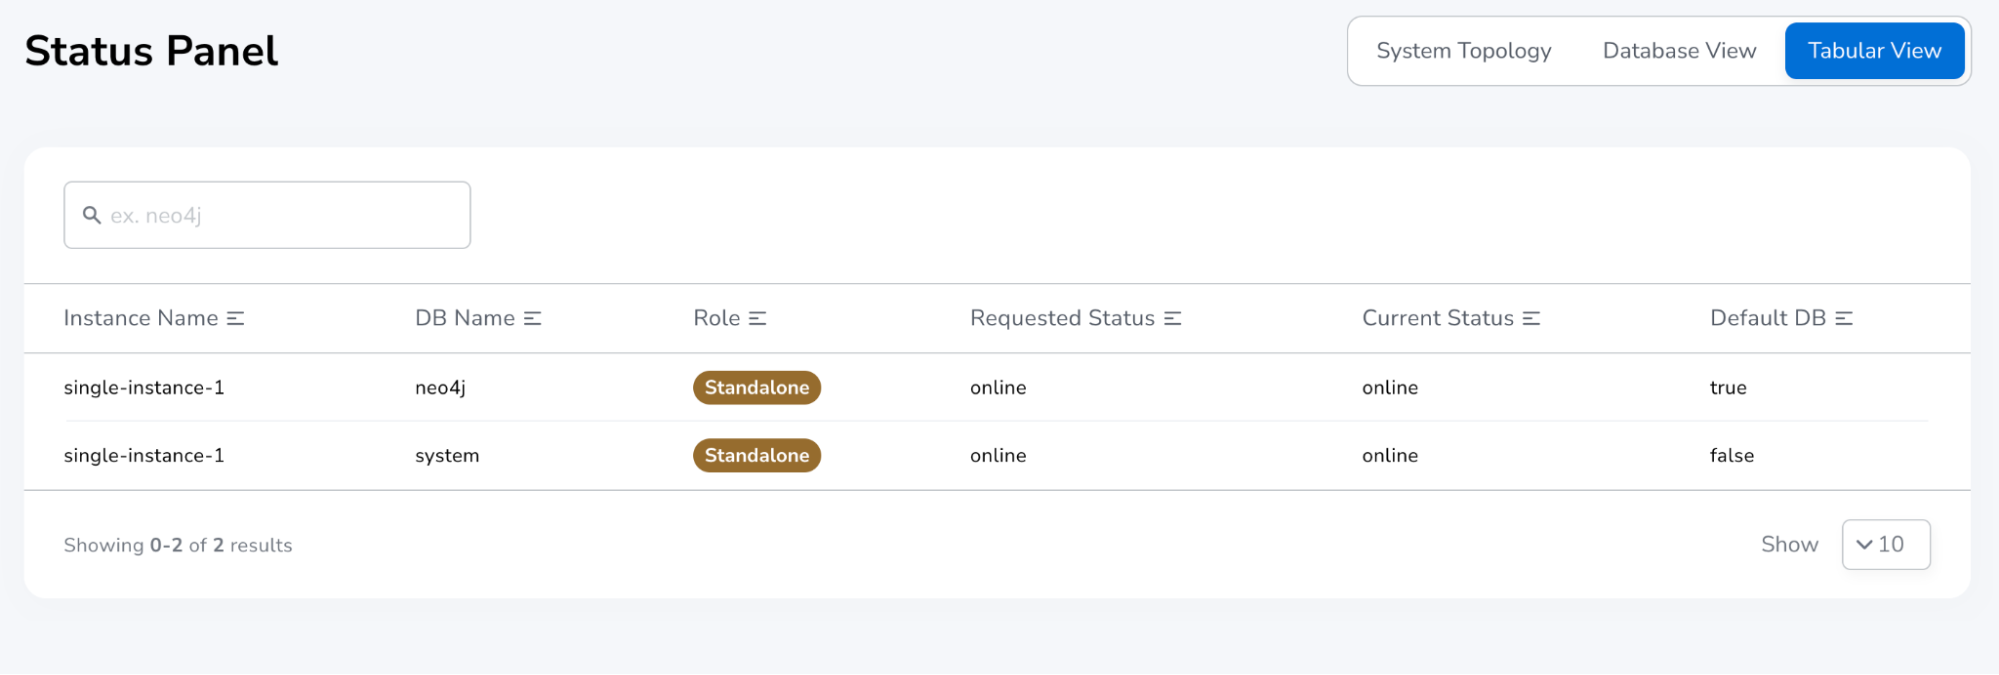 Status Panel
System Topology Database View Tabular View
ex. neo4j
Instance Name DB Name Role Requested Status Current Status Default DB
single-instance-1 neo4j Standalone online online true
single-instance-1 system Standalone online online false
Showing 0-2 of 2 results Show 10